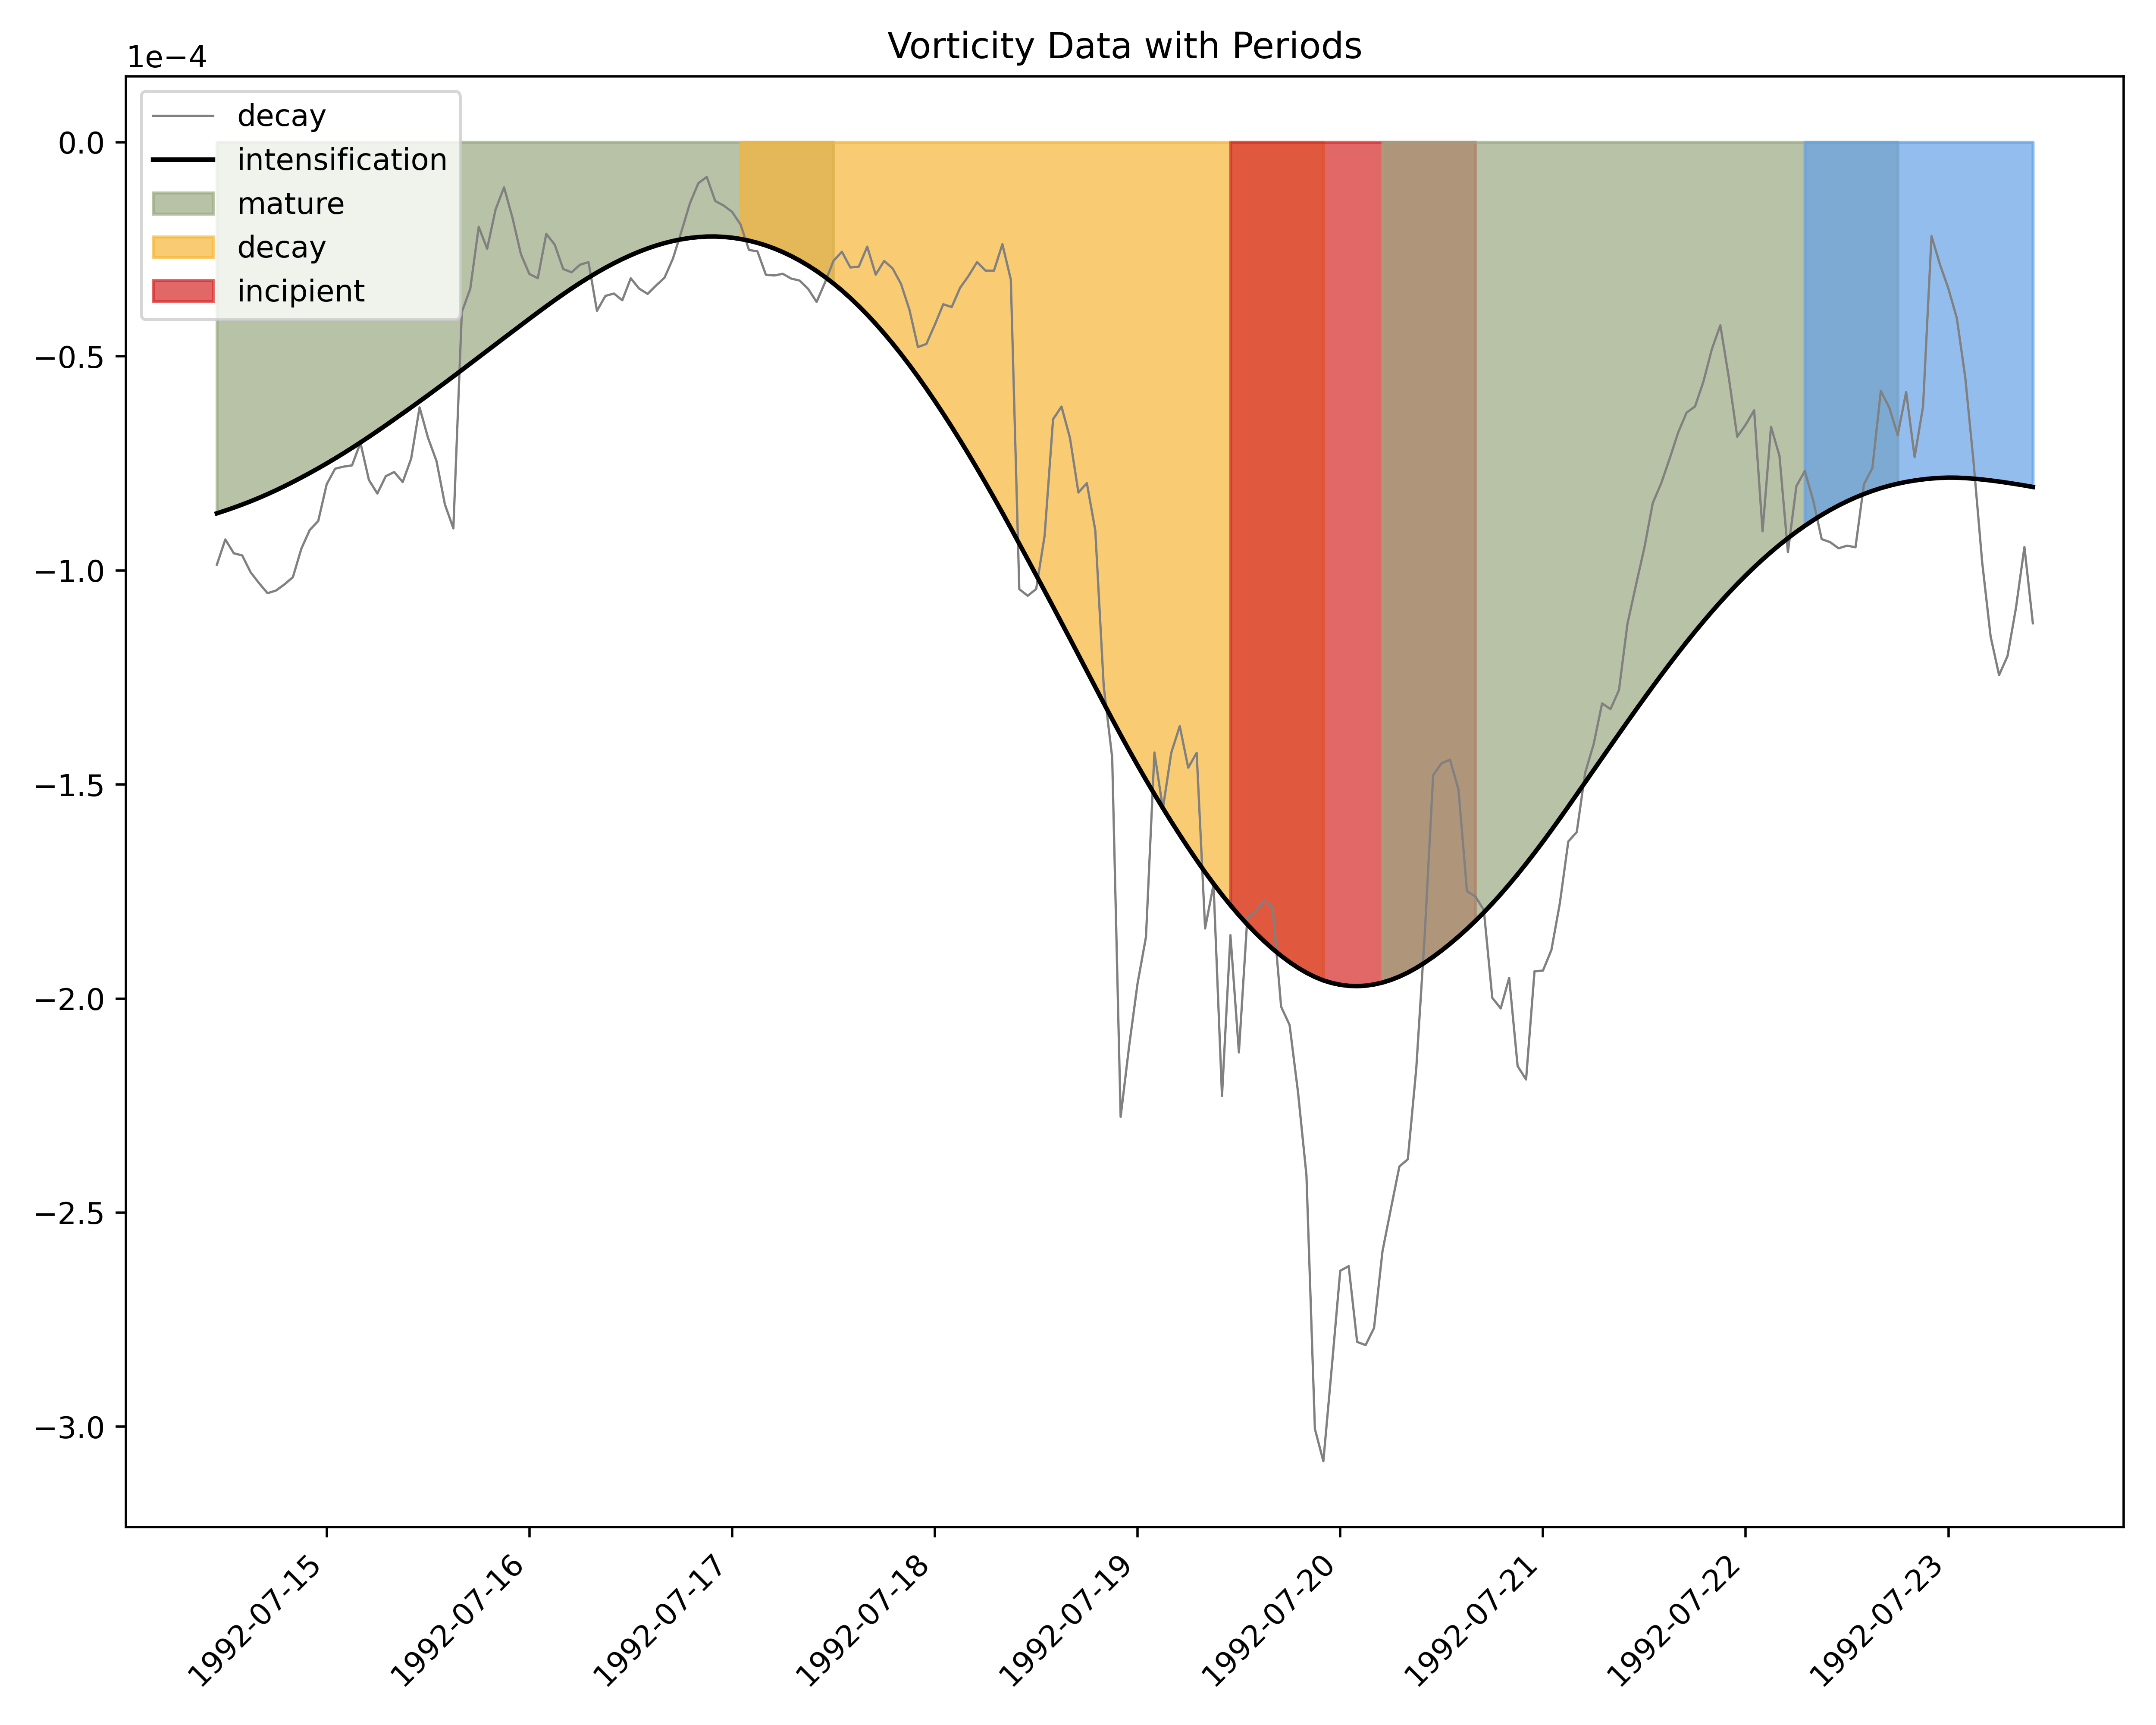 Vorticity Data with Periods
1e−4
decay
intensification
mature
decay
incipient
0.0
−0.5
−1.0
−1.5
−2.0
−2.5
−3.0
1992-07-15
1992-07-16
1992-07-17
1992-07-18
1992-07-19
1992-07-20
1992-07-21
1992-07-22
1992-07-23